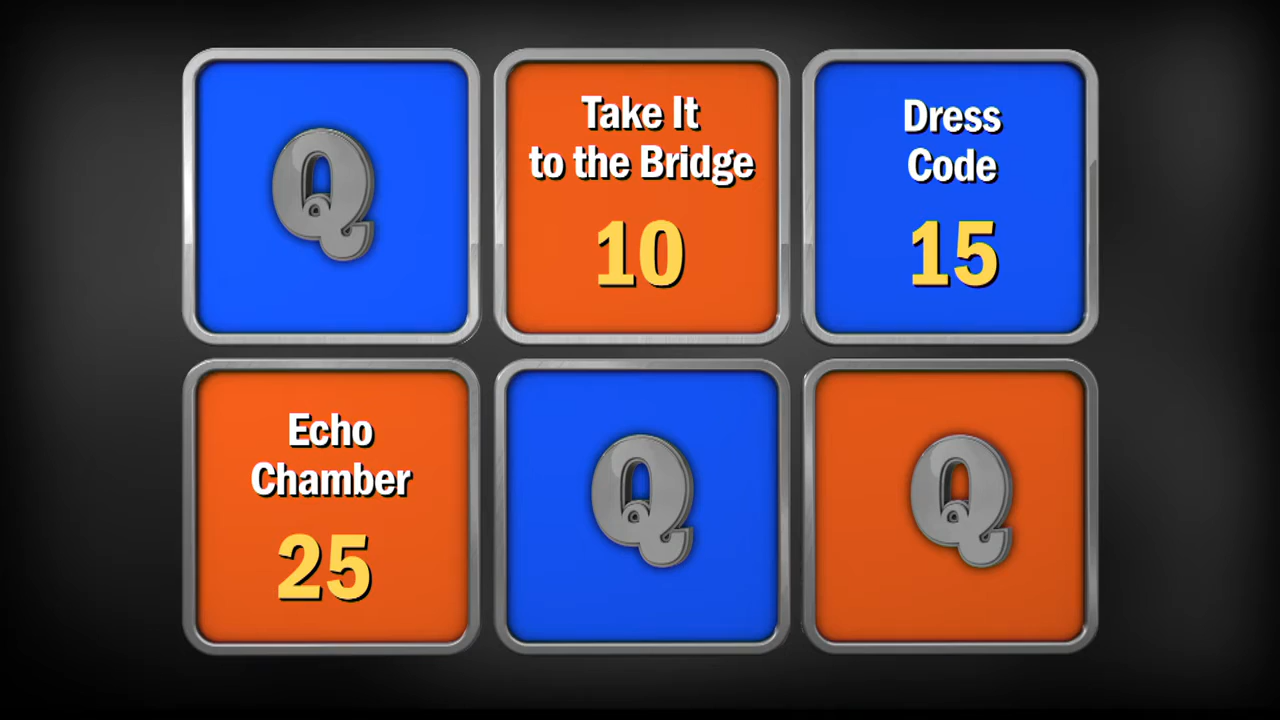 Q
Take It
to the Bridge
10
Dress
Code
15
Echo
Chamber
25
Q
Q